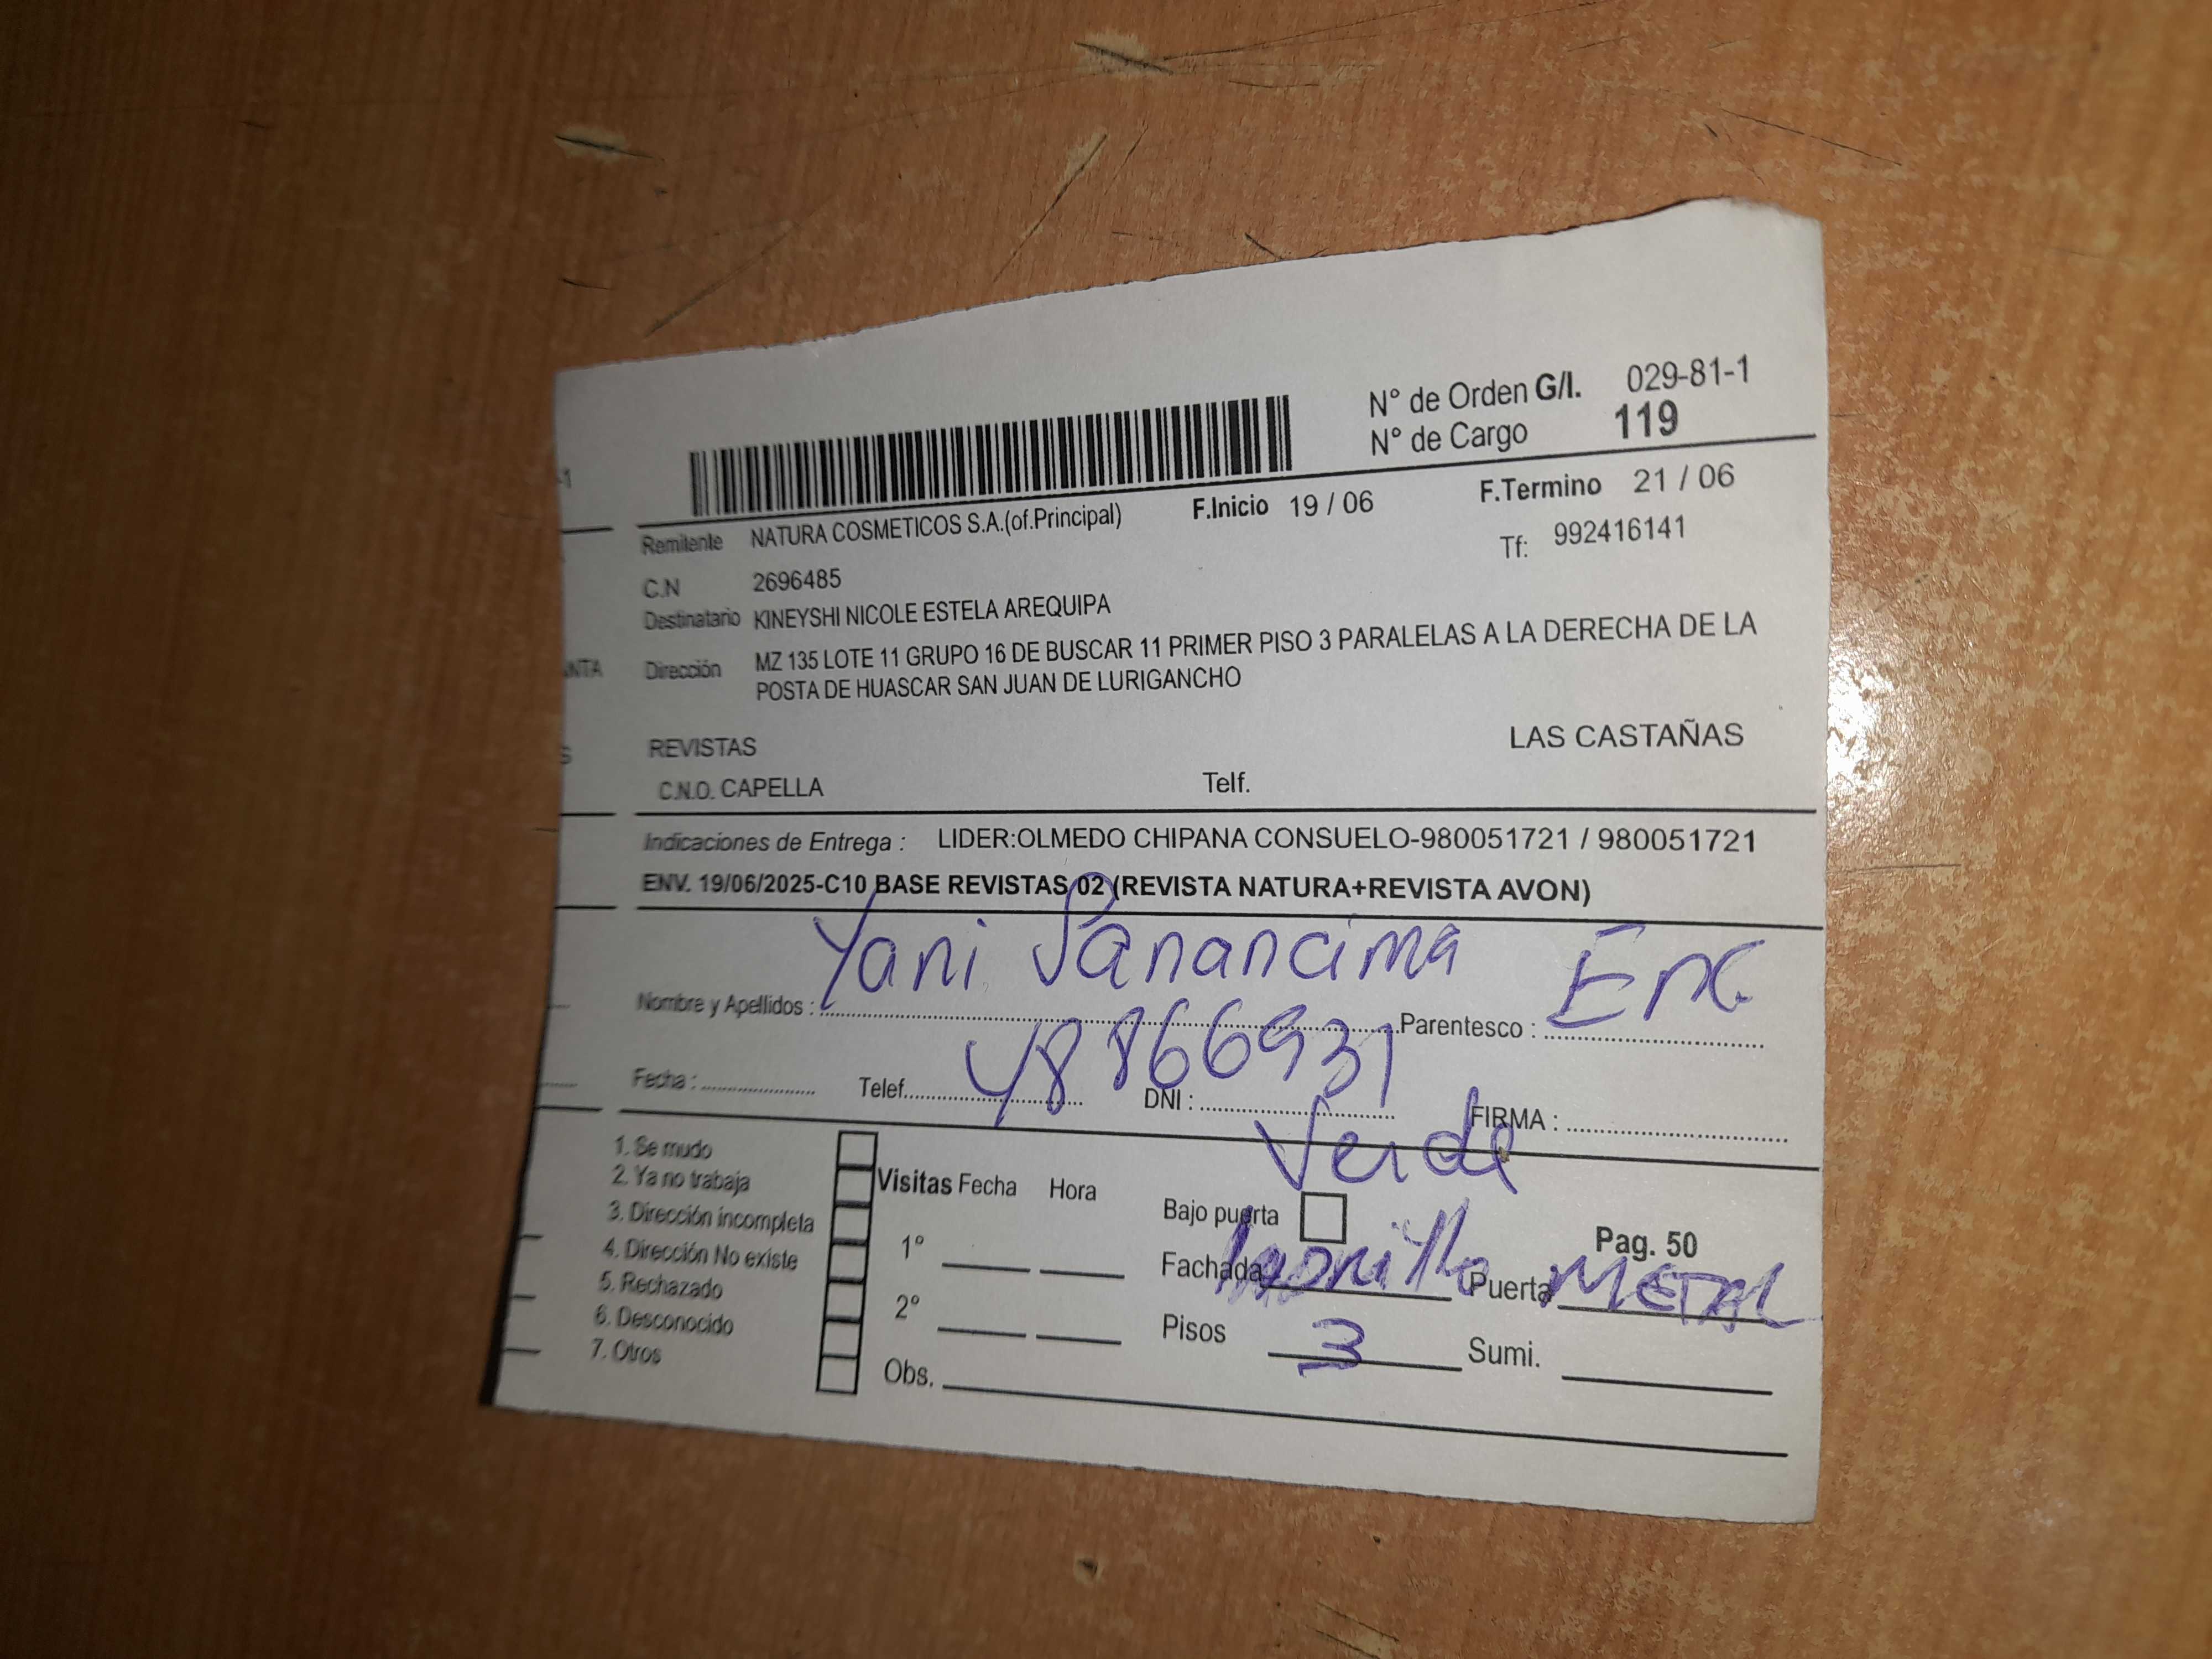 N° de Orden G/I. 029-81-1
N° de Cargo 119
-1
F.Inicio 19 / 06 F.Termino 21 / 06
Remitente NATURA COSMETICOS S.A.(of.Principal) Tf: 992416141
C.N 2696485
Destinatario KINEYSHI NICOLE ESTELA AREQUIPA
Dirección MZ 135 LOTE 11 GRUPO 16 DE BUSCAR 11 PRIMER PISO 3 PARALELAS A LA DERECHA DE LA
POSTA DE HUASCAR SAN JUAN DE LURIGANCHO
REVISTAS LAS CASTAÑAS
C.N.O. CAPELLA Telf.
Indicaciones de Entrega : LIDER:OLMEDO CHIPANA CONSUELO-980051721 / 980051721
ENV. 19/06/2025-C10 BASE REVISTAS 02 (REVISTA NATURA+REVISTA AVON)
Nombre y Apellidos : Yani Panancima Parentesco : Enc.
48866931
Fecha : Telef. DNI : FIRMA :
Verde
1. Se mudo
2. Ya no trabaja
3. Dirección incompleta
4. Dirección No existe
5. Rechazado
6. Desconocido
7. Otros
Visitas Fecha Hora
1°
2°
Obs.
Bajo puerta Pag. 50
Fachada Puerta METAL
Pisos 3 Sumi.